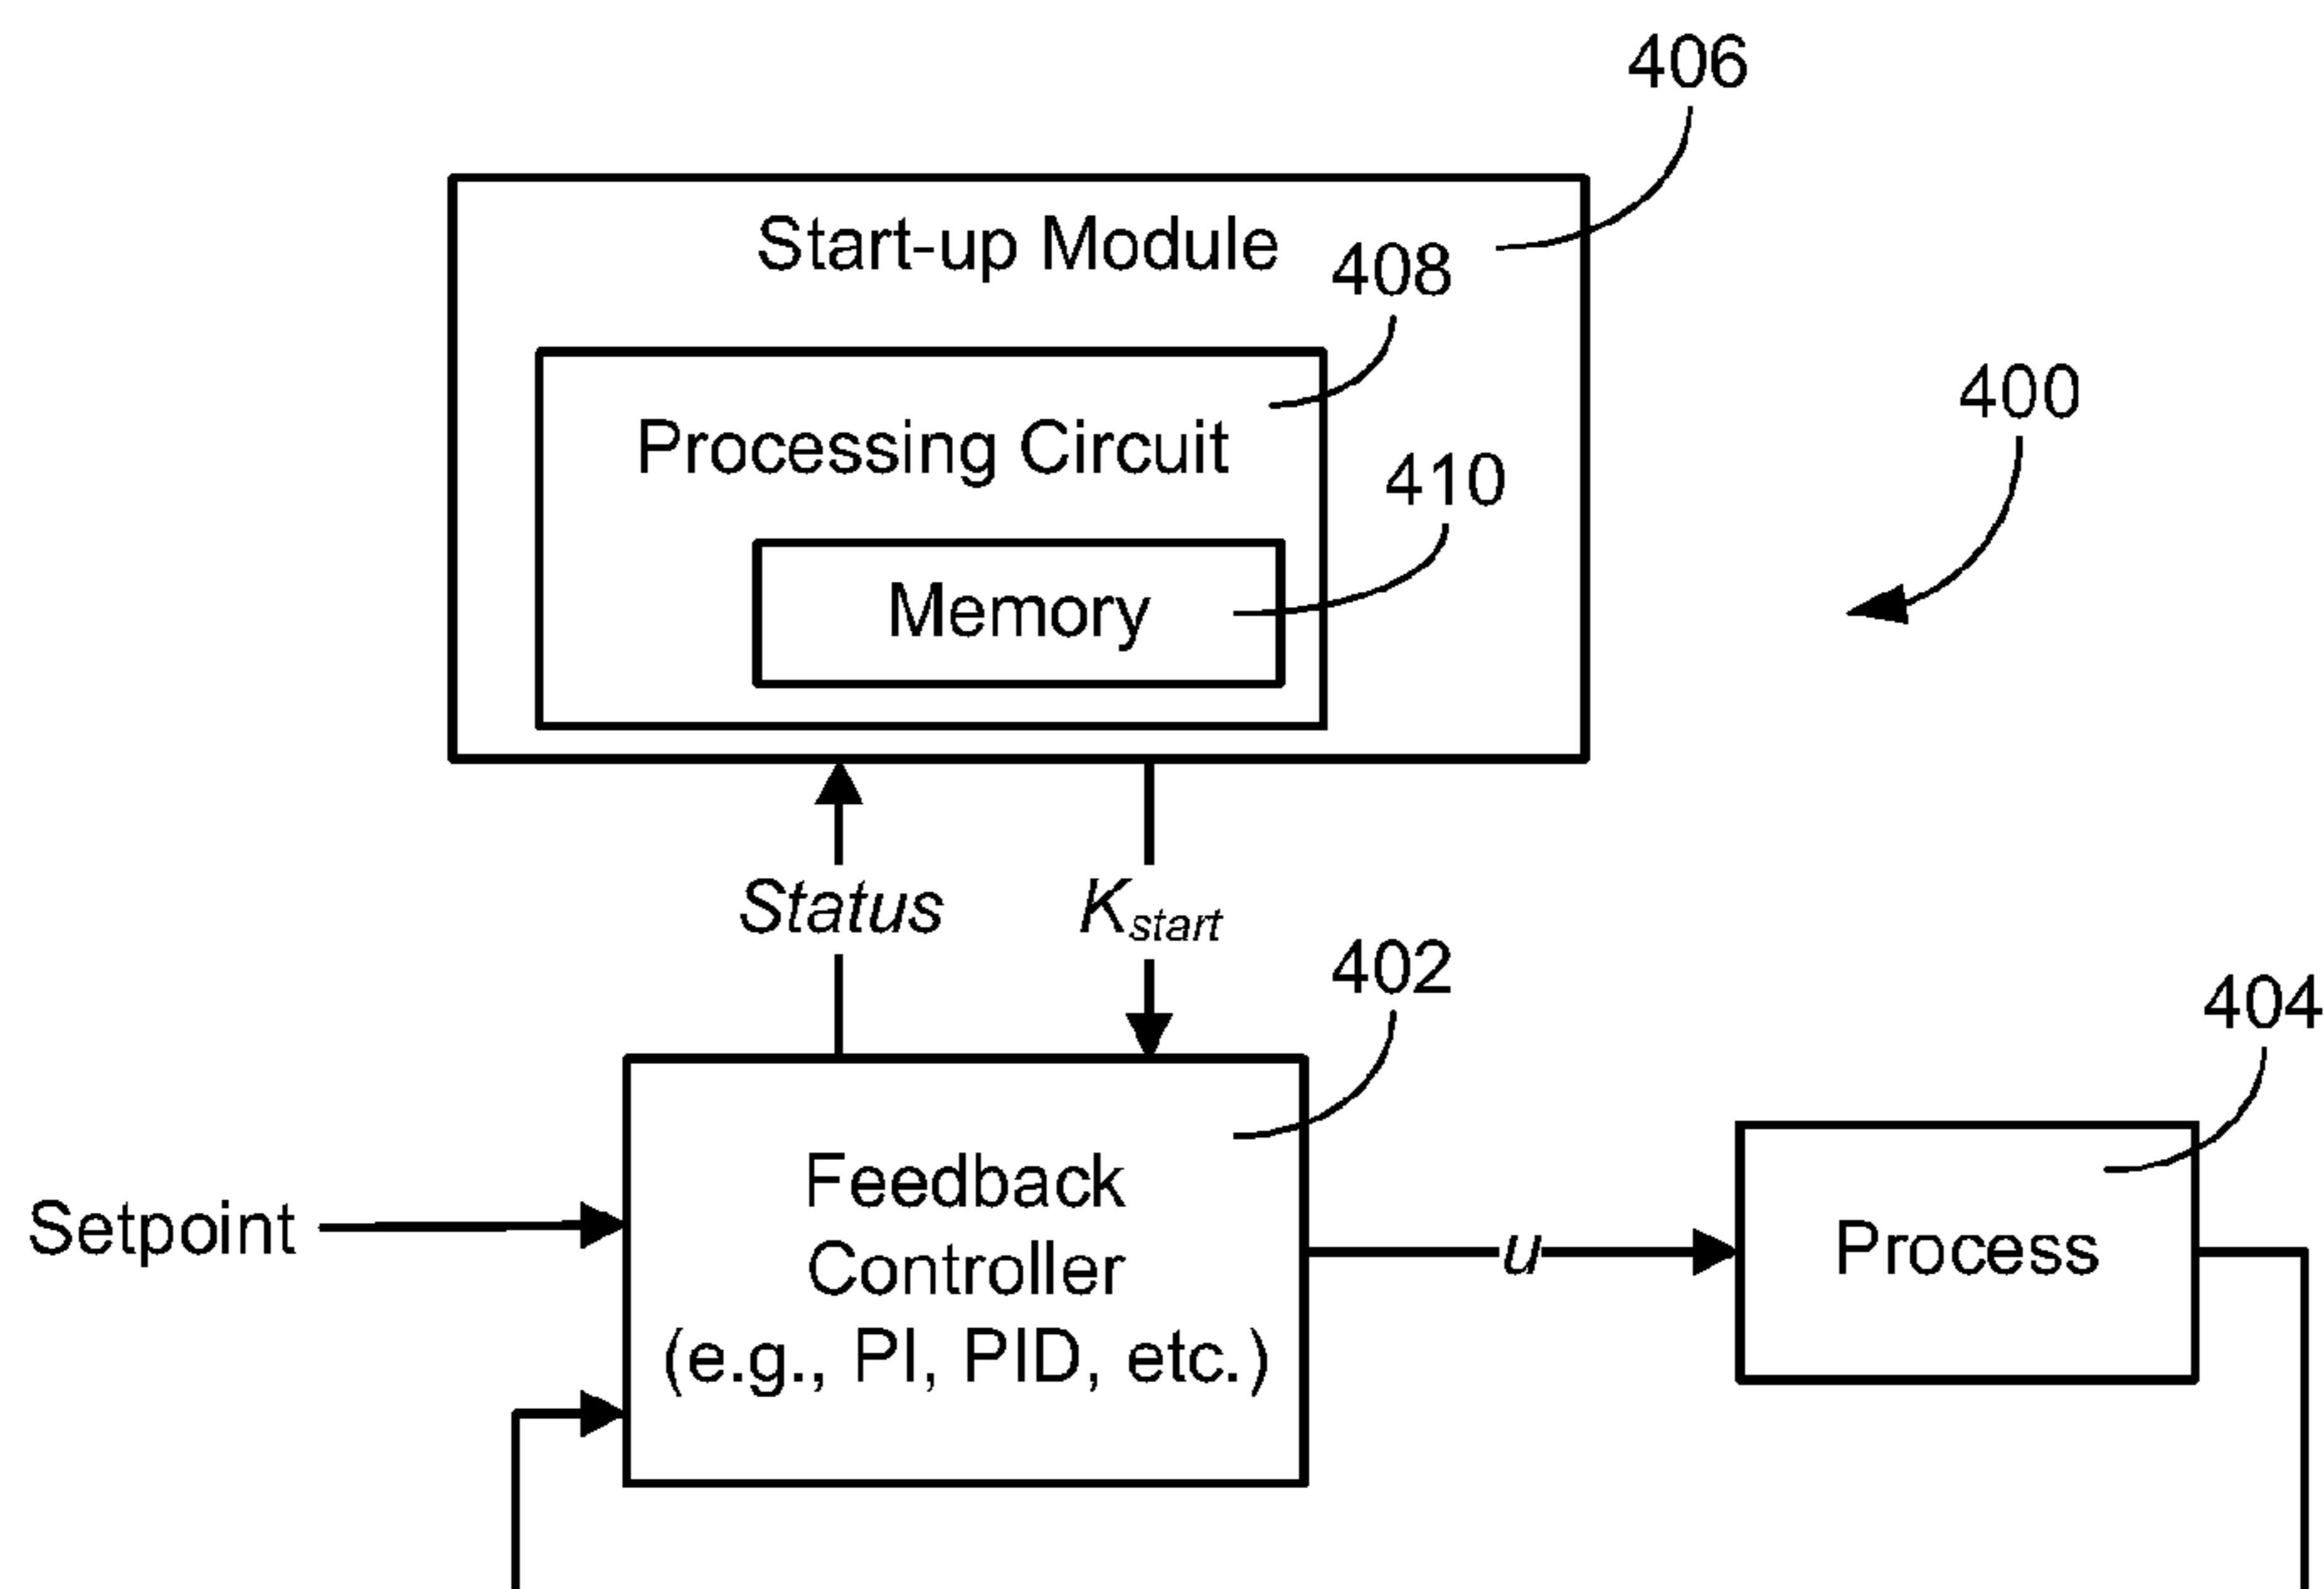 406
Start-up Module
408
400
Processing Circuit
410
Memory
Status
Kstart
402
404
Feedback
Controller
(e.g., PI, PID, etc.)
Setpoint
u
Process